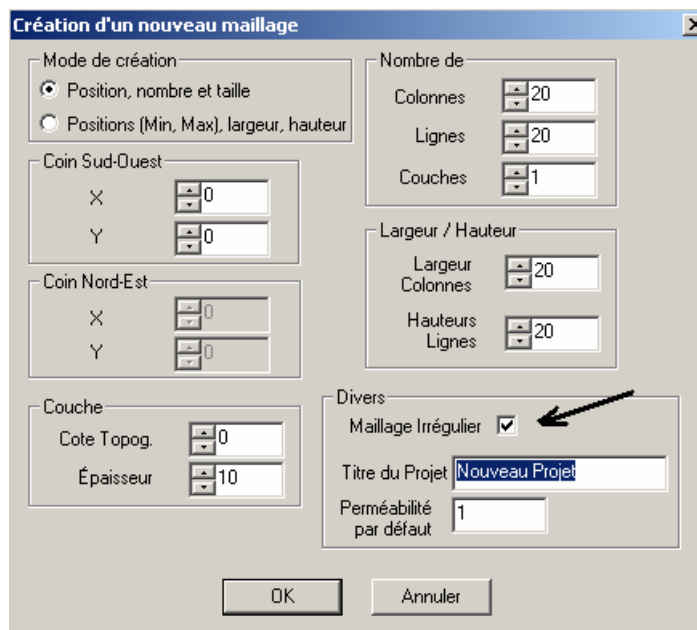 Création d'un nouveau maillage
Mode de création
Position, nombre et taille
Positions (Min, Max), largeur, hauteur
Coin Sud-Ouest
X 0
Y 0
Coin Nord-Est
X 0
Y 0
Couche
Cote Topog. 0
Épaisseur 10
Nombre de
Colonnes 20
Lignes 20
Couches 1
Largeur / Hauteur
Largeur
Colonnes 20
Hauteurs
Lignes 20
Divers
Maillage Irrégulier
Titre du Projet Nouveau Projet
Perméabilité
par défaut 1
OK
Annuler